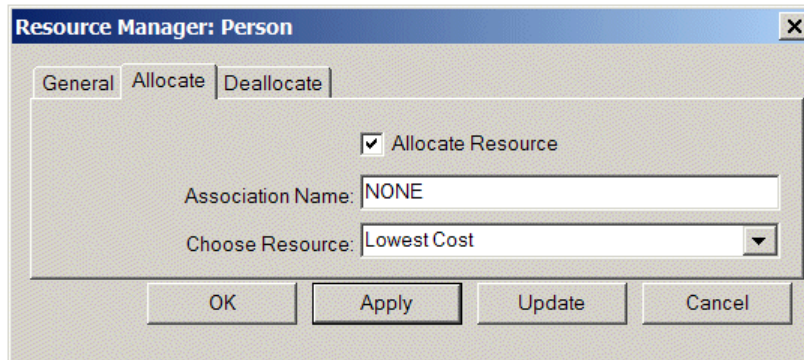 Resource Manager: Person
General Allocate Deallocate
Allocate Resource
Association Name: NONE
Choose Resource: Lowest Cost
OK Apply Update Cancel